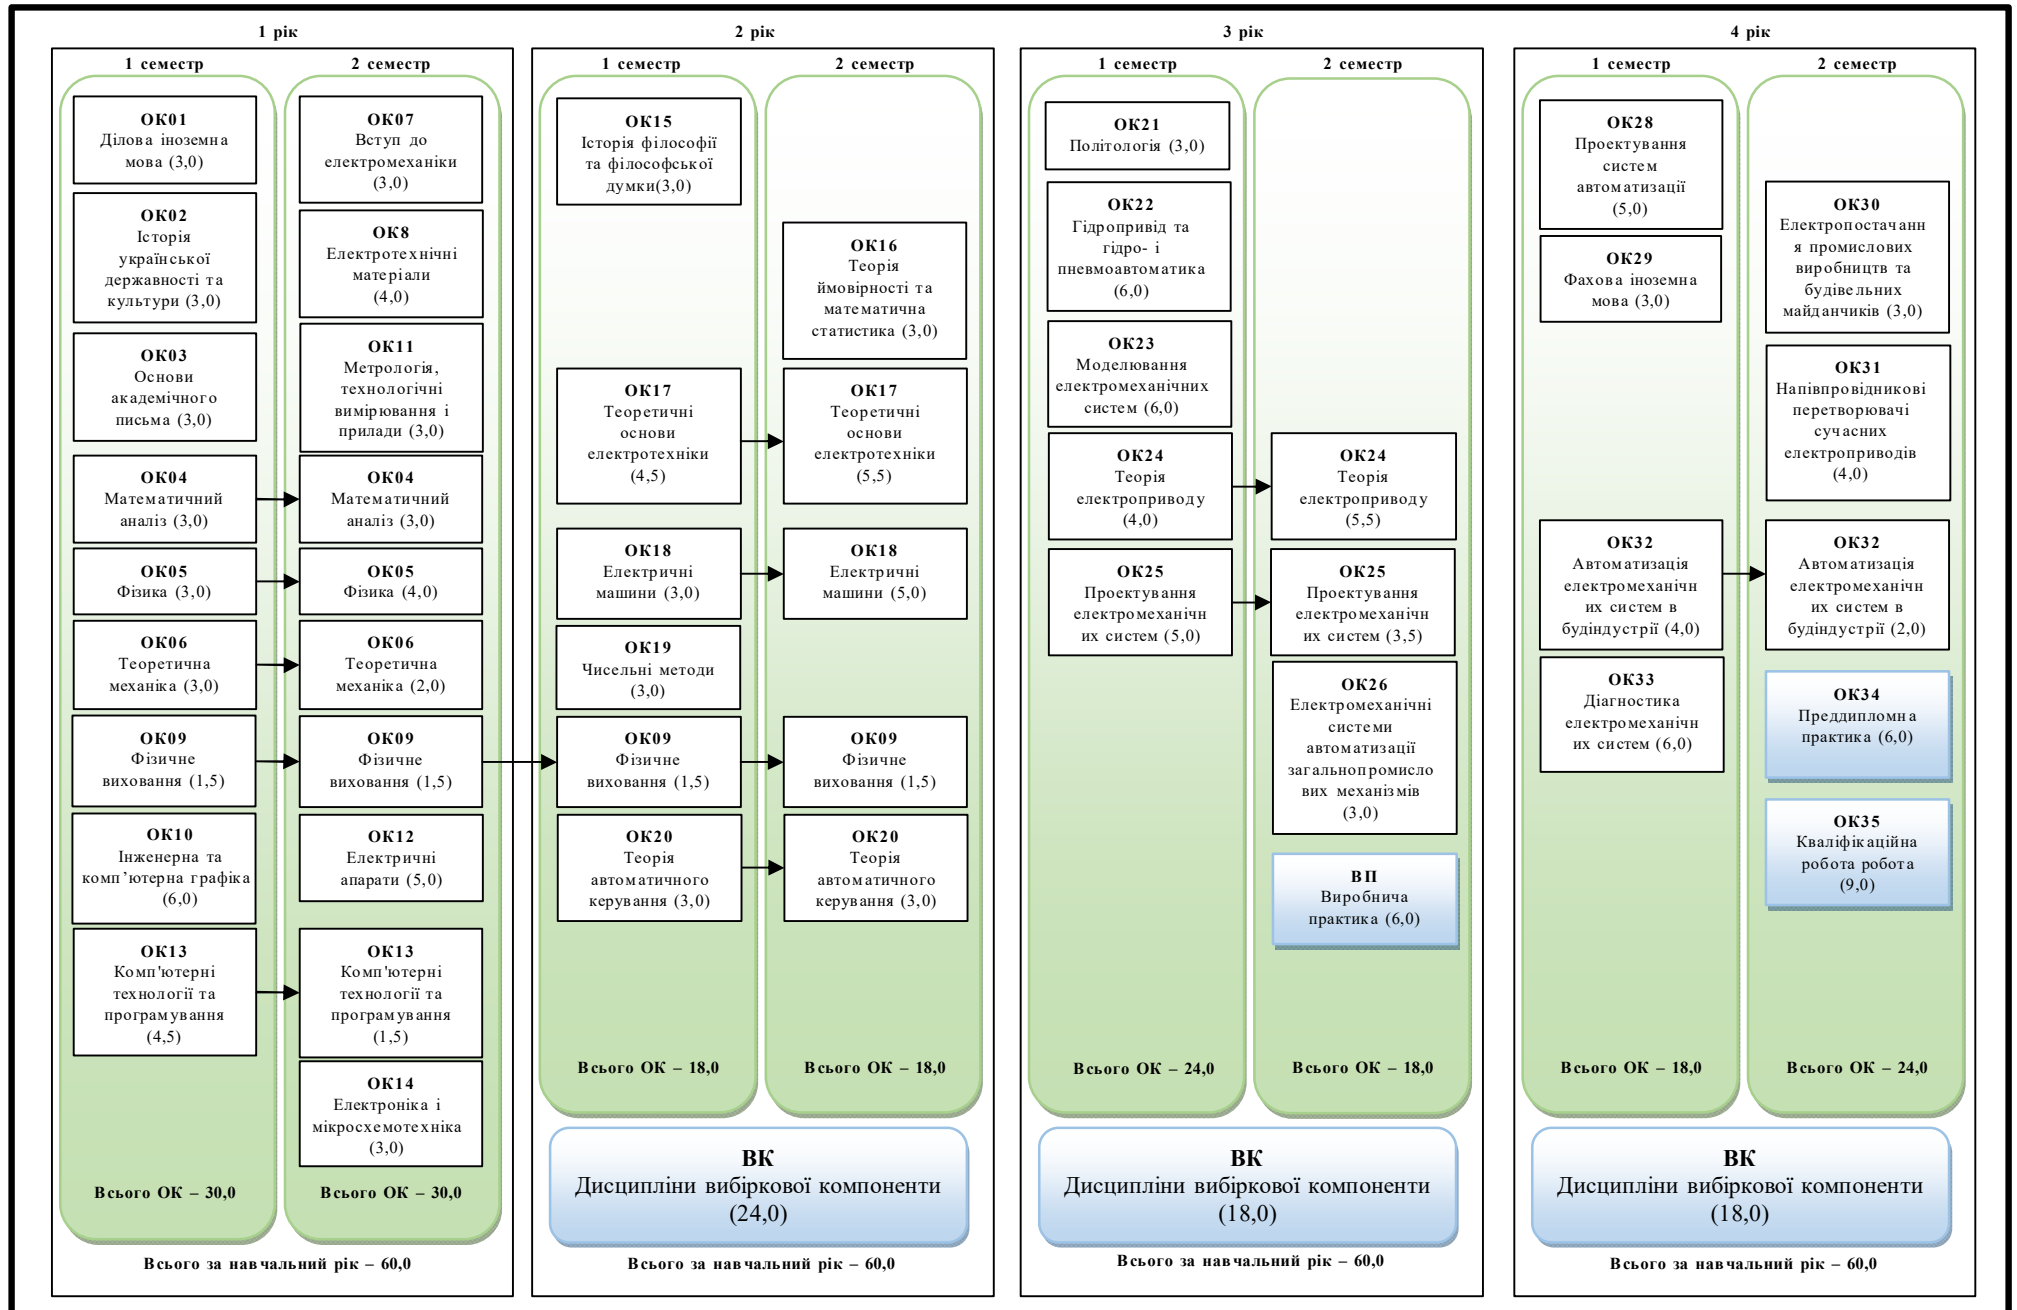 1 рік
1 семестр
2 семестр
ОК01
Ділова іноземна
мова (3,0)
ОК02
Історія
української
державності та
культури (3,0)
ОК03
Основи
академічного
письма (3,0)
ОК04
Математичний
аналіз (3,0)
ОК05
Фізика (3,0)
ОК06
Теоретична
механіка (3,0)
ОК09
Фізичне
виховання (1,5)
ОК10
Інженерна та
комп’ютерна графіка
(6,0)
ОК13
Комп'ютерні
технології та
програмування
(4,5)
Всього ОК – 30,0
ОК07
Вступ до
електромеханіки
(3,0)
ОК8
Електротехнічні
матеріали
(4,0)
ОК11
Метрологія,
технологічні
вимірювання і
прилади (3,0)
ОК04
Математичний
аналіз (3,0)
ОК05
Фізика (4,0)
ОК06
Теоретична
механіка (2,0)
ОК09
Фізичне
виховання (1,5)
ОК12
Електричні
апарати (5,0)
ОК13
Комп'ютерні
технології та
програмування
(1,5)
ОК14
Електроніка і
мікросхемотехніка
(3,0)
Всього ОК – 30,0
Всього за навчальний рік – 60,0
2 рік
1 семестр
2 семестр
ОК15
Історія філософії
та філософської
думки(3,0)
ОК17
Теоретичні
основи
електротехніки
(4,5)
ОК18
Електричні
машини (3,0)
ОК19
Чисельні методи
(3,0)
ОК09
Фізичне
виховання (1,5)
ОК20
Теорія
автоматичного
керування (3,0)
Всього ОК – 18,0
ОК16
Теорія
ймовірності та
математична
статистика (3,0)
ОК17
Теоретичні
основи
електротехніки
(5,5)
ОК18
Електричні
машини (5,0)
ОК09
Фізичне
виховання (1,5)
ОК20
Теорія
автоматичного
керування (3,0)
Всього ОК – 18,0
ВК
Дисципліни вибіркової компоненти
(24,0)
Всього за навчальний рік – 60,0
3 рік
1 семестр
2 семестр
ОК21
Політологія (3,0)
ОК22
Гідропривід та
гідро- і
пневмоавтоматика
(6,0)
ОК23
Моделювання
електромеханічних
систем (6,0)
ОК24
Теорія
електроприводу
(4,0)
ОК25
Проектування
електромеханічн
их систем (5,0)
Всього ОК – 24,0
ОК24
Теорія
електроприводу
(5,5)
ОК25
Проектування
електромеханічн
их систем (3,5)
ОК26
Електромеханічні
системи
автоматизації
загальнопромисло
вих механізмів
(3,0)
ВП
Виробнича
практика (6,0)
Всього ОК – 18,0
ВК
Дисципліни вибіркової компоненти
(18,0)
Всього за навчальний рік – 60,0
4 рік
1 семестр
2 семестр
ОК28
Проектування
систем
автоматизації
(5,0)
ОК29
Фахова іноземна
мова (3,0)
ОК32
Автоматизація
електромеханічн
их систем в
будіндустрії (4,0)
ОК33
Діагностика
електромеханічн
их систем (6,0)
Всього ОК – 18,0
ОК30
Електропостачанн
я промислових
виробництв та
будівельних
майданчиків (3,0)
ОК31
Напівпровідникові
перетворювачі
сучасних
електроприводів
(4,0)
ОК32
Автоматизація
електромеханічн
их систем в
будіндустрії (2,0)
ОК34
Преддипломна
практика (6,0)
ОК35
Кваліфікаційна
робота робота
(9,0)
Всього ОК – 24,0
ВК
Дисципліни вибіркової компоненти
(18,0)
Всього за навчальний рік – 60,0